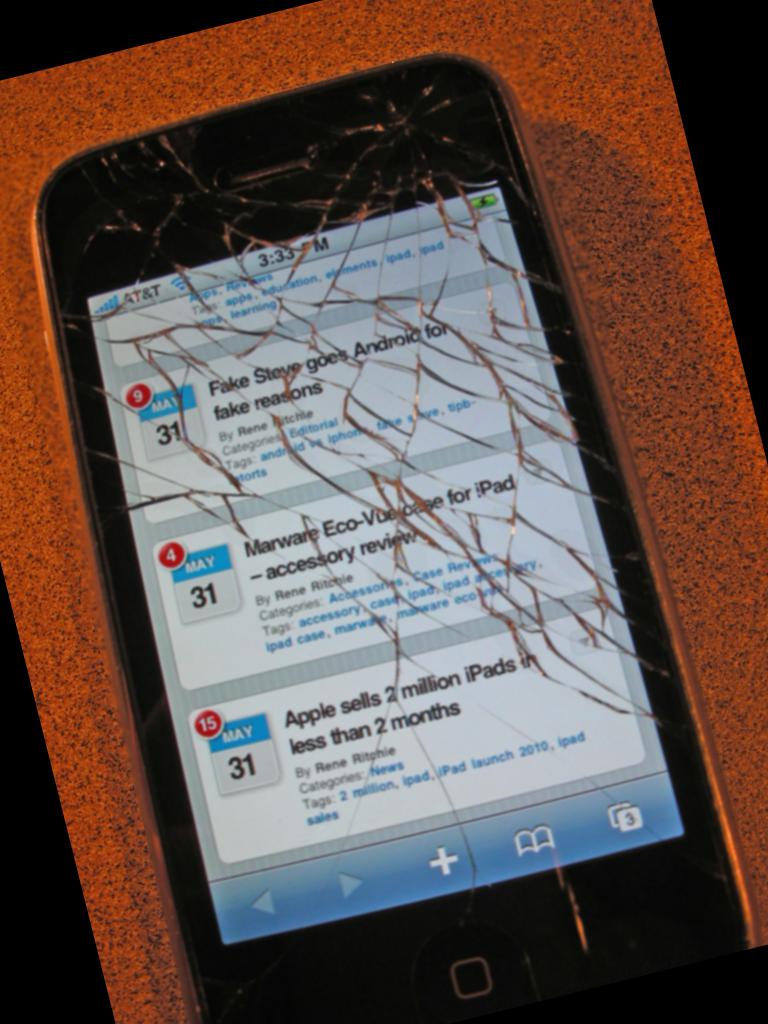 AT&T 3:33 PM
Apps, Reviews
Tags: apps, education, elements, ipad, ipad
apps, learning
9
MAY
31
Fake Steve goes Android for
fake reasons
By Rene Ritchie
Categories: Editorial
Tags: android vs iphone, fake steve, tipb-
retorts
4
MAY
31
Marware Eco-Vue case for iPad
– accessory review
By Rene Ritchie
Categories: Accessories, Case Reviews
Tags: accessory, case, ipad, ipad accessory,
ipad case, marware, marware eco vue
15
MAY
31
Apple sells 2 million iPads in
less than 2 months
By Rene Ritchie
Categories: News
Tags: 2 million, ipad, iPad launch 2010, ipad
sales
3